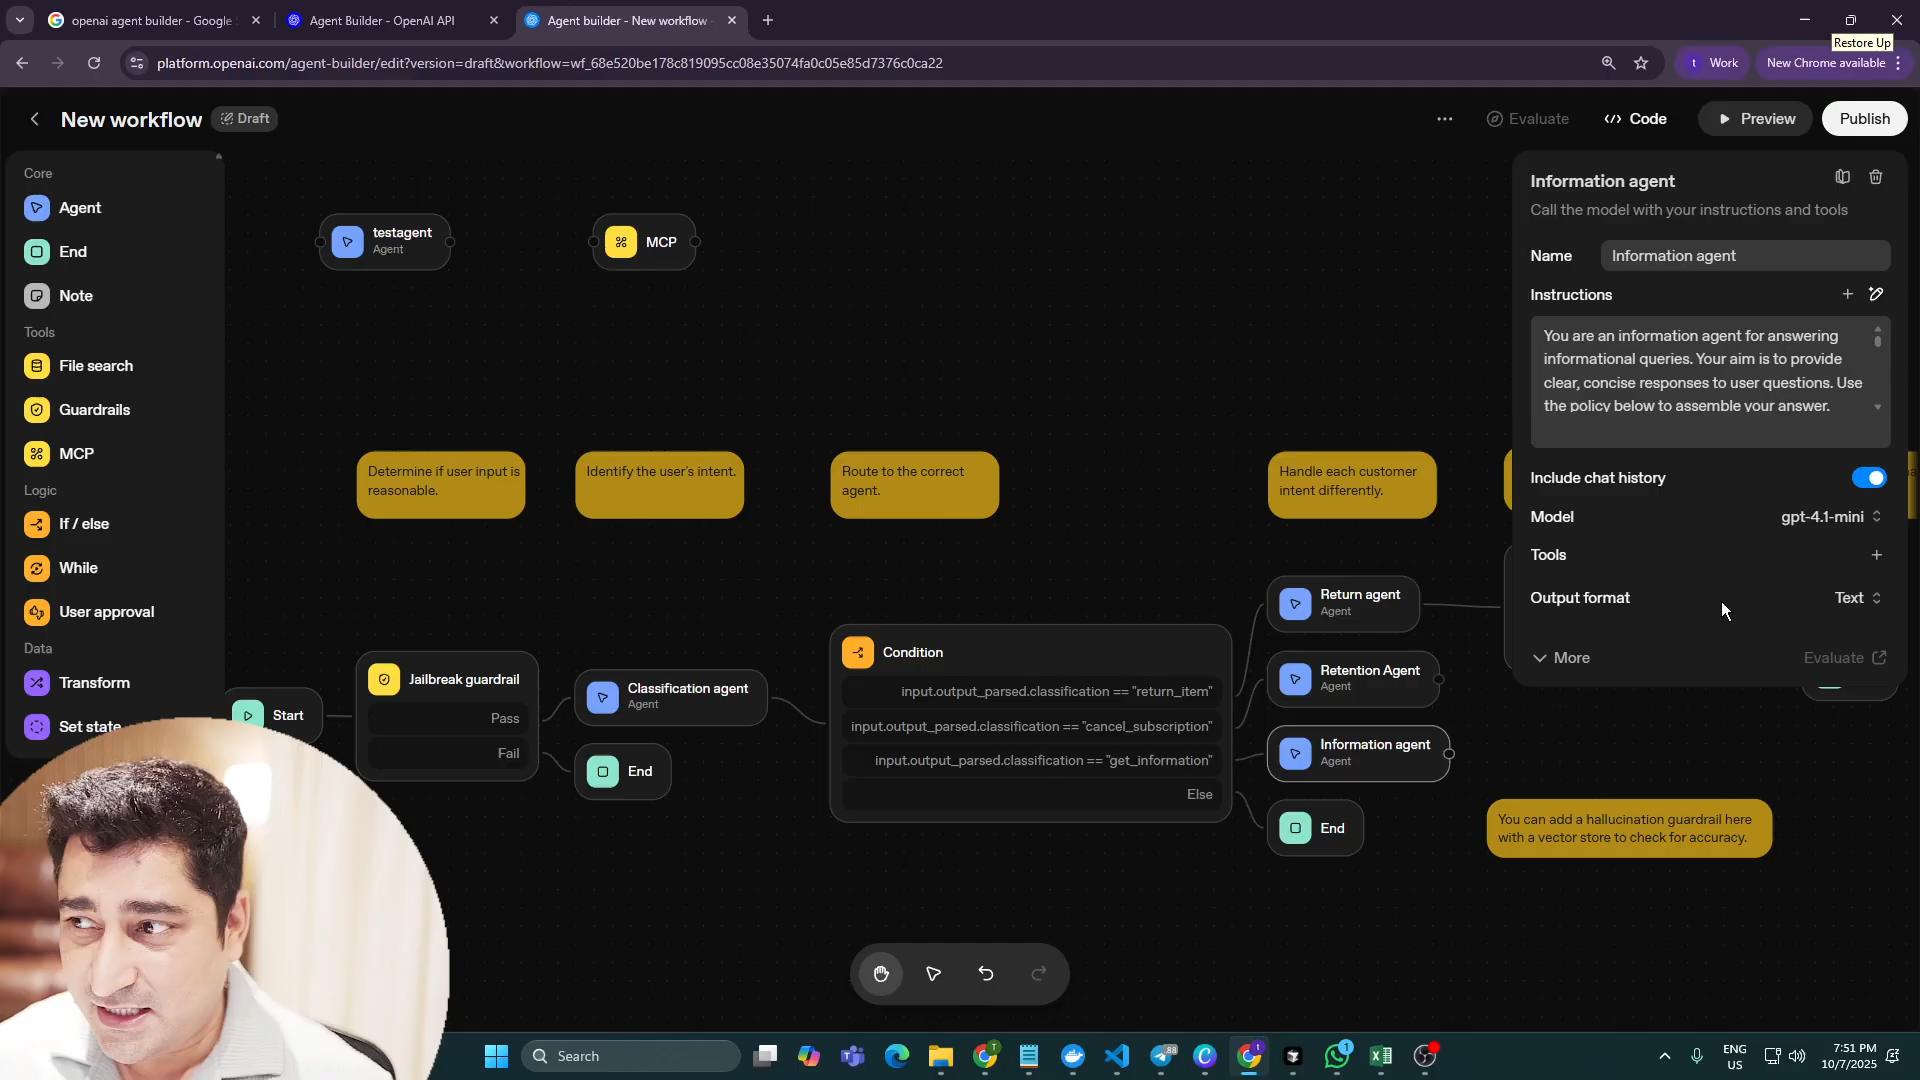 openai agent builder - Google
Agent Builder - OpenAI API
Agent builder - New workflow -
Restore Up
platform.openai.com/agent-builder/edit?version=draft&workflow=wf_68e520be178c819095cc08e35074fa0c05e85d7376c0ca22
t Work
New Chrome available
New workflow
Draft
Evaluate
Code
Preview
Publish
Core
Agent
End
Note
Tools
File search
Guardrails
MCP
Logic
If / else
While
User approval
Data
Transform
Set state
testagent
Agent
MCP
Determine if user input is
reasonable.
Identify the user's intent.
Route to the correct
agent.
Handle each customer
intent differently.
Start
Jailbreak guardrail
Pass
Fail
Classification agent
Agent
End
Condition
input.output_parsed.classification == "return_item"
input.output_parsed.classification == "cancel_subscription"
input.output_parsed.classification == "get_information"
Else
Return agent
Agent
Retention Agent
Agent
Information agent
Agent
End
You can add a hallucination guardrail here
with a vector store to check for accuracy.
Information agent
Call the model with your instructions and tools
Name
Information agent
Instructions
You are an information agent for answering
informational queries. Your aim is to provide
clear, concise responses to user questions. Use
the policy below to assemble your answer.
Include chat history
Model
gpt-4.1-mini
Tools
Output format
Text
More
Evaluate
Search
T
88
t
1
ENG
US
7:51 PM
10/7/2025